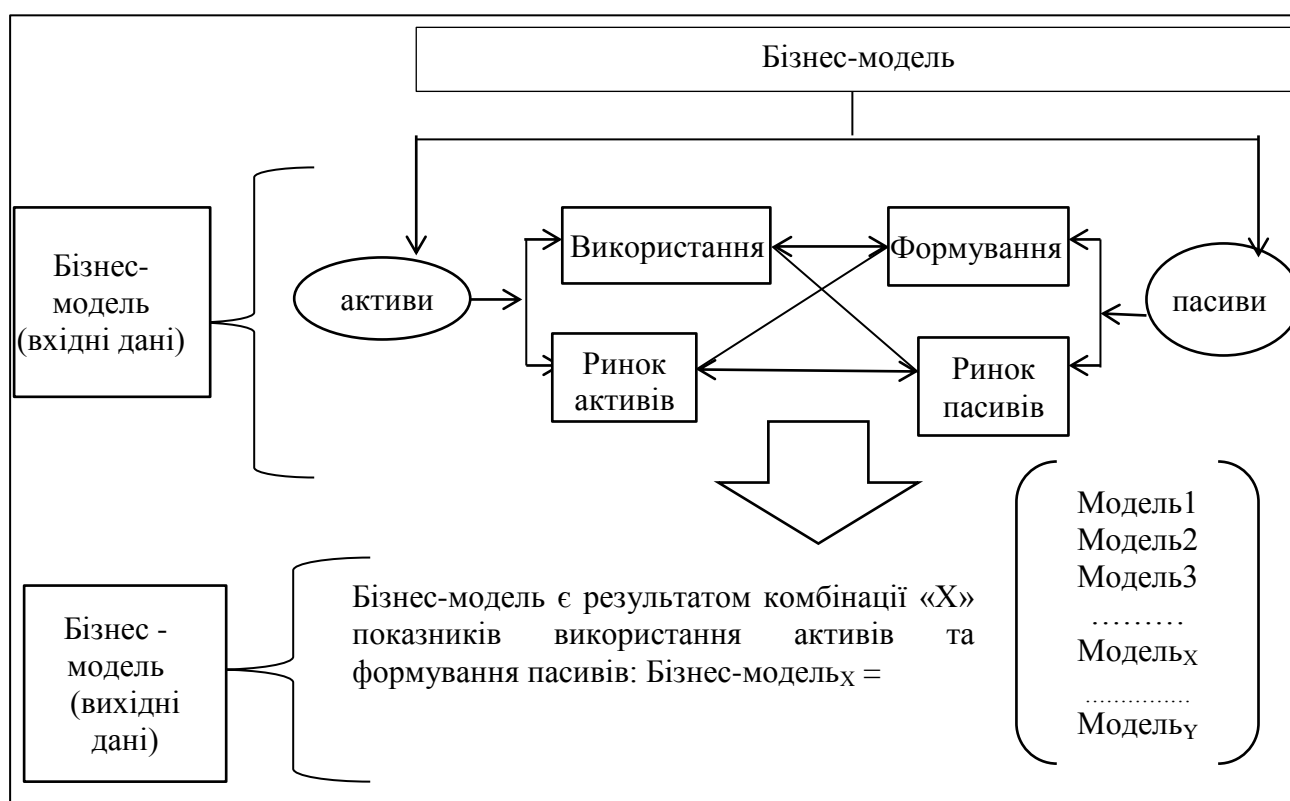 Бізнес-модель
Бізнес-
модель
(вхідні дані)
активи
Використання
Формування
пасиви
Ринок
активів
Ринок
пасивів
Бізнес -
модель
(вихідні
дані)
Бізнес-модель є результатом комбінації «Х»
показників використання активів та
формування пасивів: Бізнес-модельX =
Модель1
Модель2
Модель3
………
МодельX
...............
МодельY